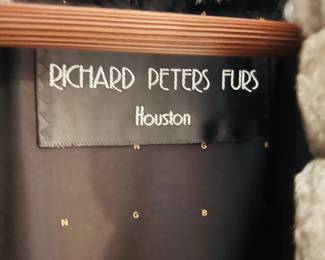 RICHARD PETERS FURS
Houston
N G B
N G B